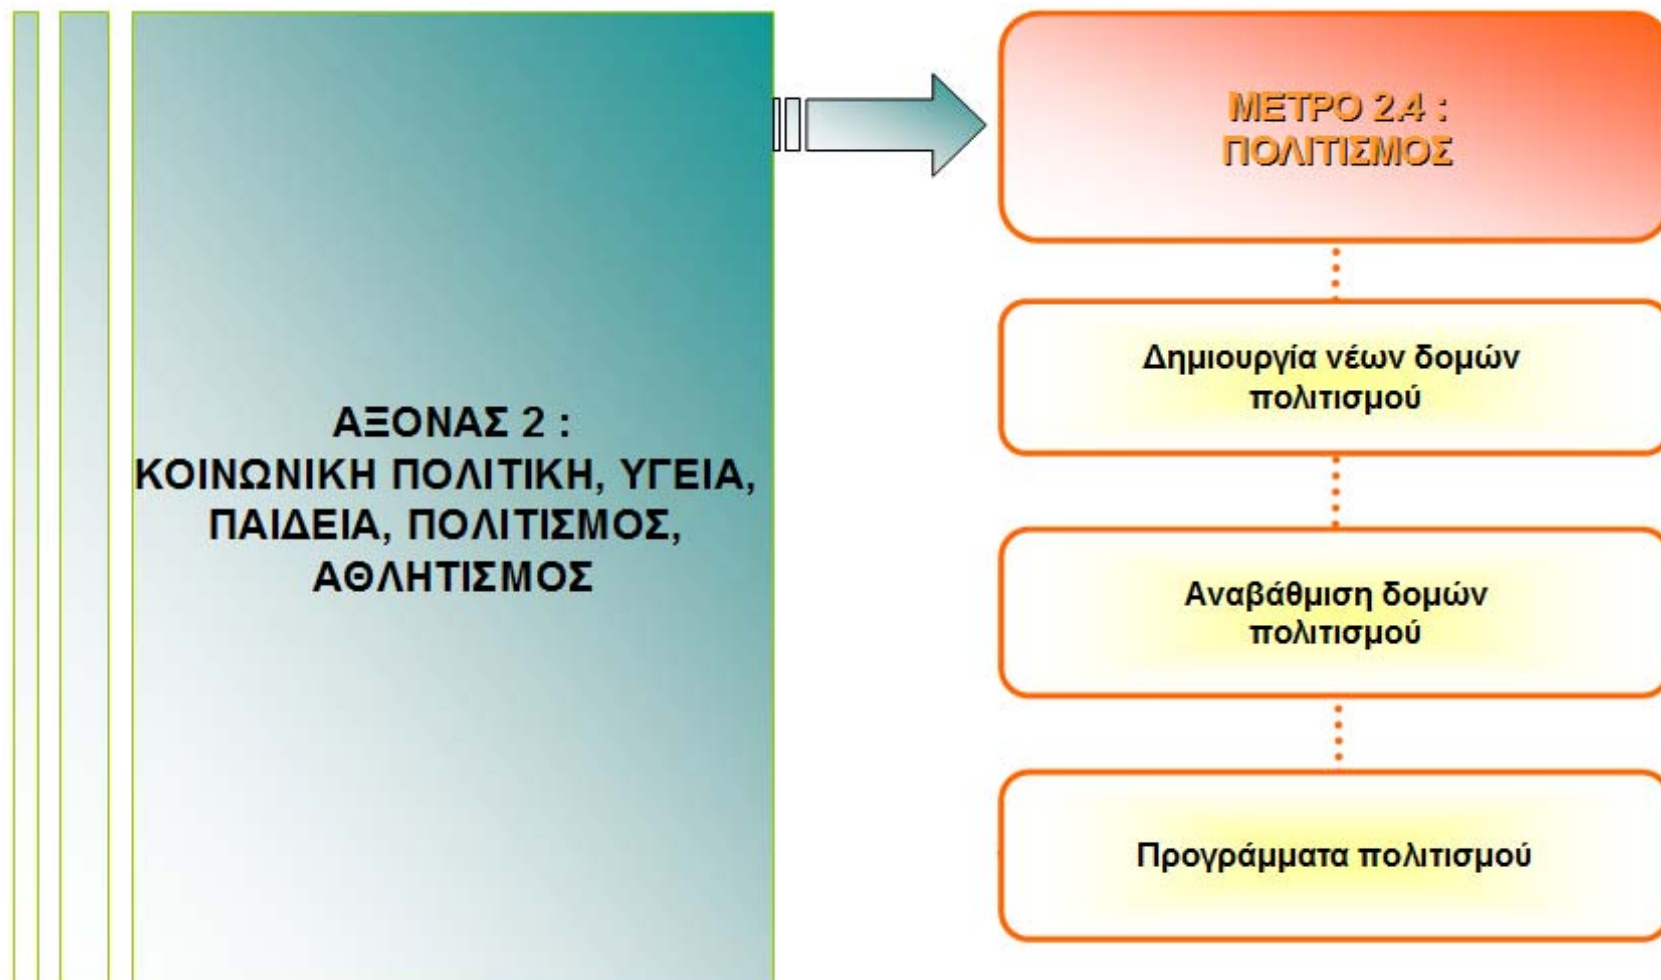 ΑΞΟΝΑΣ 2 :
ΚΟΙΝΩΝΙΚΗ ΠΟΛΙΤΙΚΗ, ΥΓΕΙΑ,
ΠΑΙΔΕΙΑ, ΠΟΛΙΤΙΣΜΟΣ,
ΑΘΛΗΤΙΣΜΟΣ
ΜΕΤΡΟ 2.4 :
ΠΟΛΙΤΙΣΜΟΣ
Δημιουργία νέων δομών
πολιτισμού
Αναβάθμιση δομών
πολιτισμού
Προγράμματα πολιτισμού